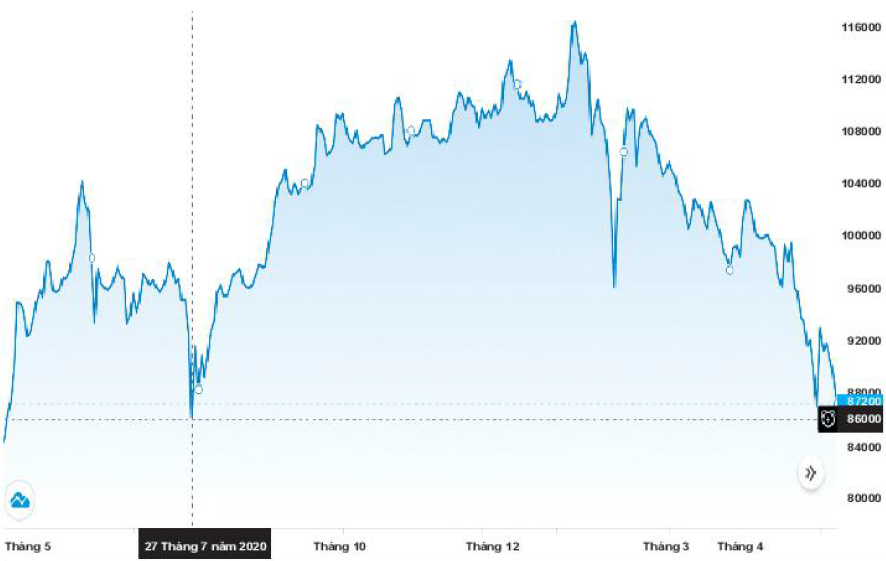 116000
112000
108000
104000
100000
96000
92000
88000
87200
86000
84000
80000
Tháng 5
27 Tháng 7 năm 2020
Tháng 10
Tháng 12
Tháng 3
Tháng 4